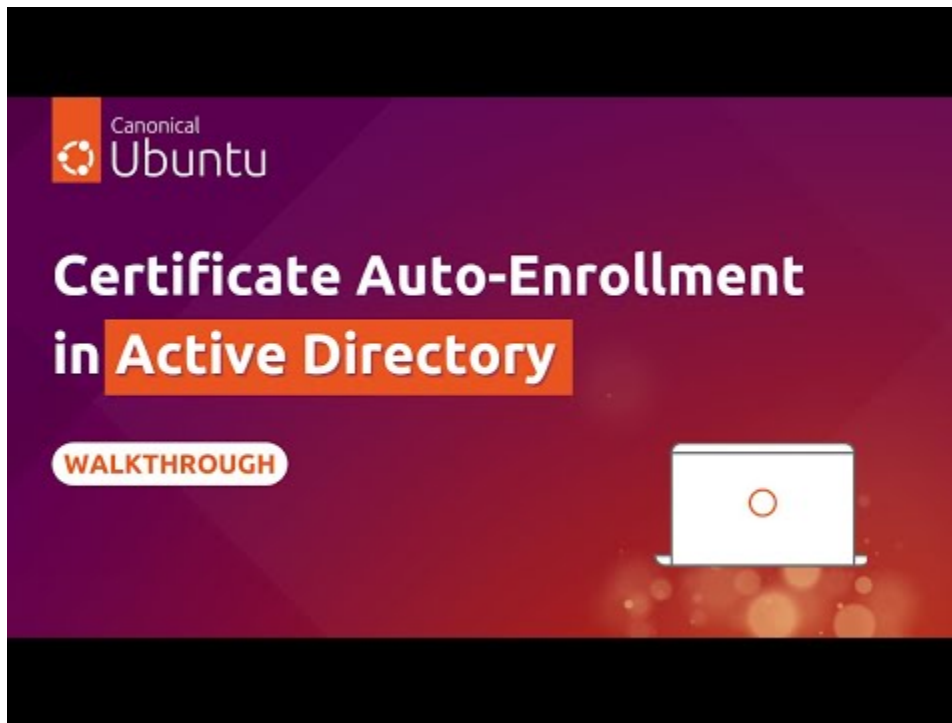 Canonical
Ubuntu
Certificate Auto-Enrollment
in Active Directory
WALKTHROUGH